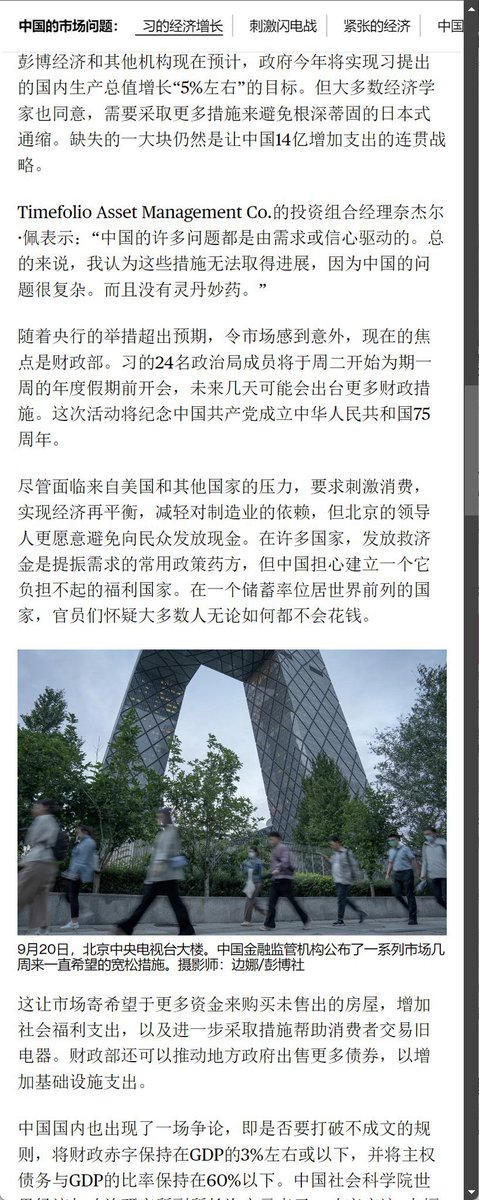 中国的市场问题： 习的经济增长 刺激闪电战 紧张的经济 中国
彭博经济和其他机构现在预计，政府今年将实现习提出
的国内生产总值增长“5%左右”的目标。但大多数经济学
家也同意，需要采取更多措施来避免根深蒂固的日本式
通缩。缺失的一大块仍然是让中国14亿增加支出的连贯战
略。
Timefolio Asset Management Co.的投资组合经理奈杰尔
·佩表示：“中国的许多问题都是由需求或信心驱动的。总
的来说，我认为这些措施无法取得进展，因为中国的问
题很复杂。而且没有灵丹妙药。”
随着央行的举措超出预期，令市场感到意外，现在的焦
点是财政部。习的24名政治局成员将于周二开始为期一
周的年度假期前开会，未来几天可能会出台更多财政措
施。这次活动将纪念中国共产党成立中华人民共和国75
周年。
尽管面临来自美国和其他国家的压力，要求刺激消费，
实现经济再平衡，减轻对制造业的依赖，但北京的领导
人更愿意避免向民众发放现金。在许多国家，发放救济
金是提振需求的常用政策药方，但中国担心建立一个它
负担不起的福利国家。在一个储蓄率位居世界前列的国
家，官员们怀疑大多数人无论如何都不会花钱。
9月20日，北京中央电视台大楼。中国金融监管机构公布了一系列市场几
周来一直希望的宽松措施。摄影师：边娜/彭博社
这让市场寄希望于更多资金来购买未售出的房屋，增加
社会福利支出，以及进一步采取措施帮助消费者交易旧
电器。财政部还可以推动地方政府出售更多债券，以增
加基础设施支出。
中国国内也出现了一场争论，即是否要打破不成文的规
则，将财政赤字保持在GDP的3%左右或以下，并将主权
债务与GDP的比率保持在60%以下。中国社会科学院世